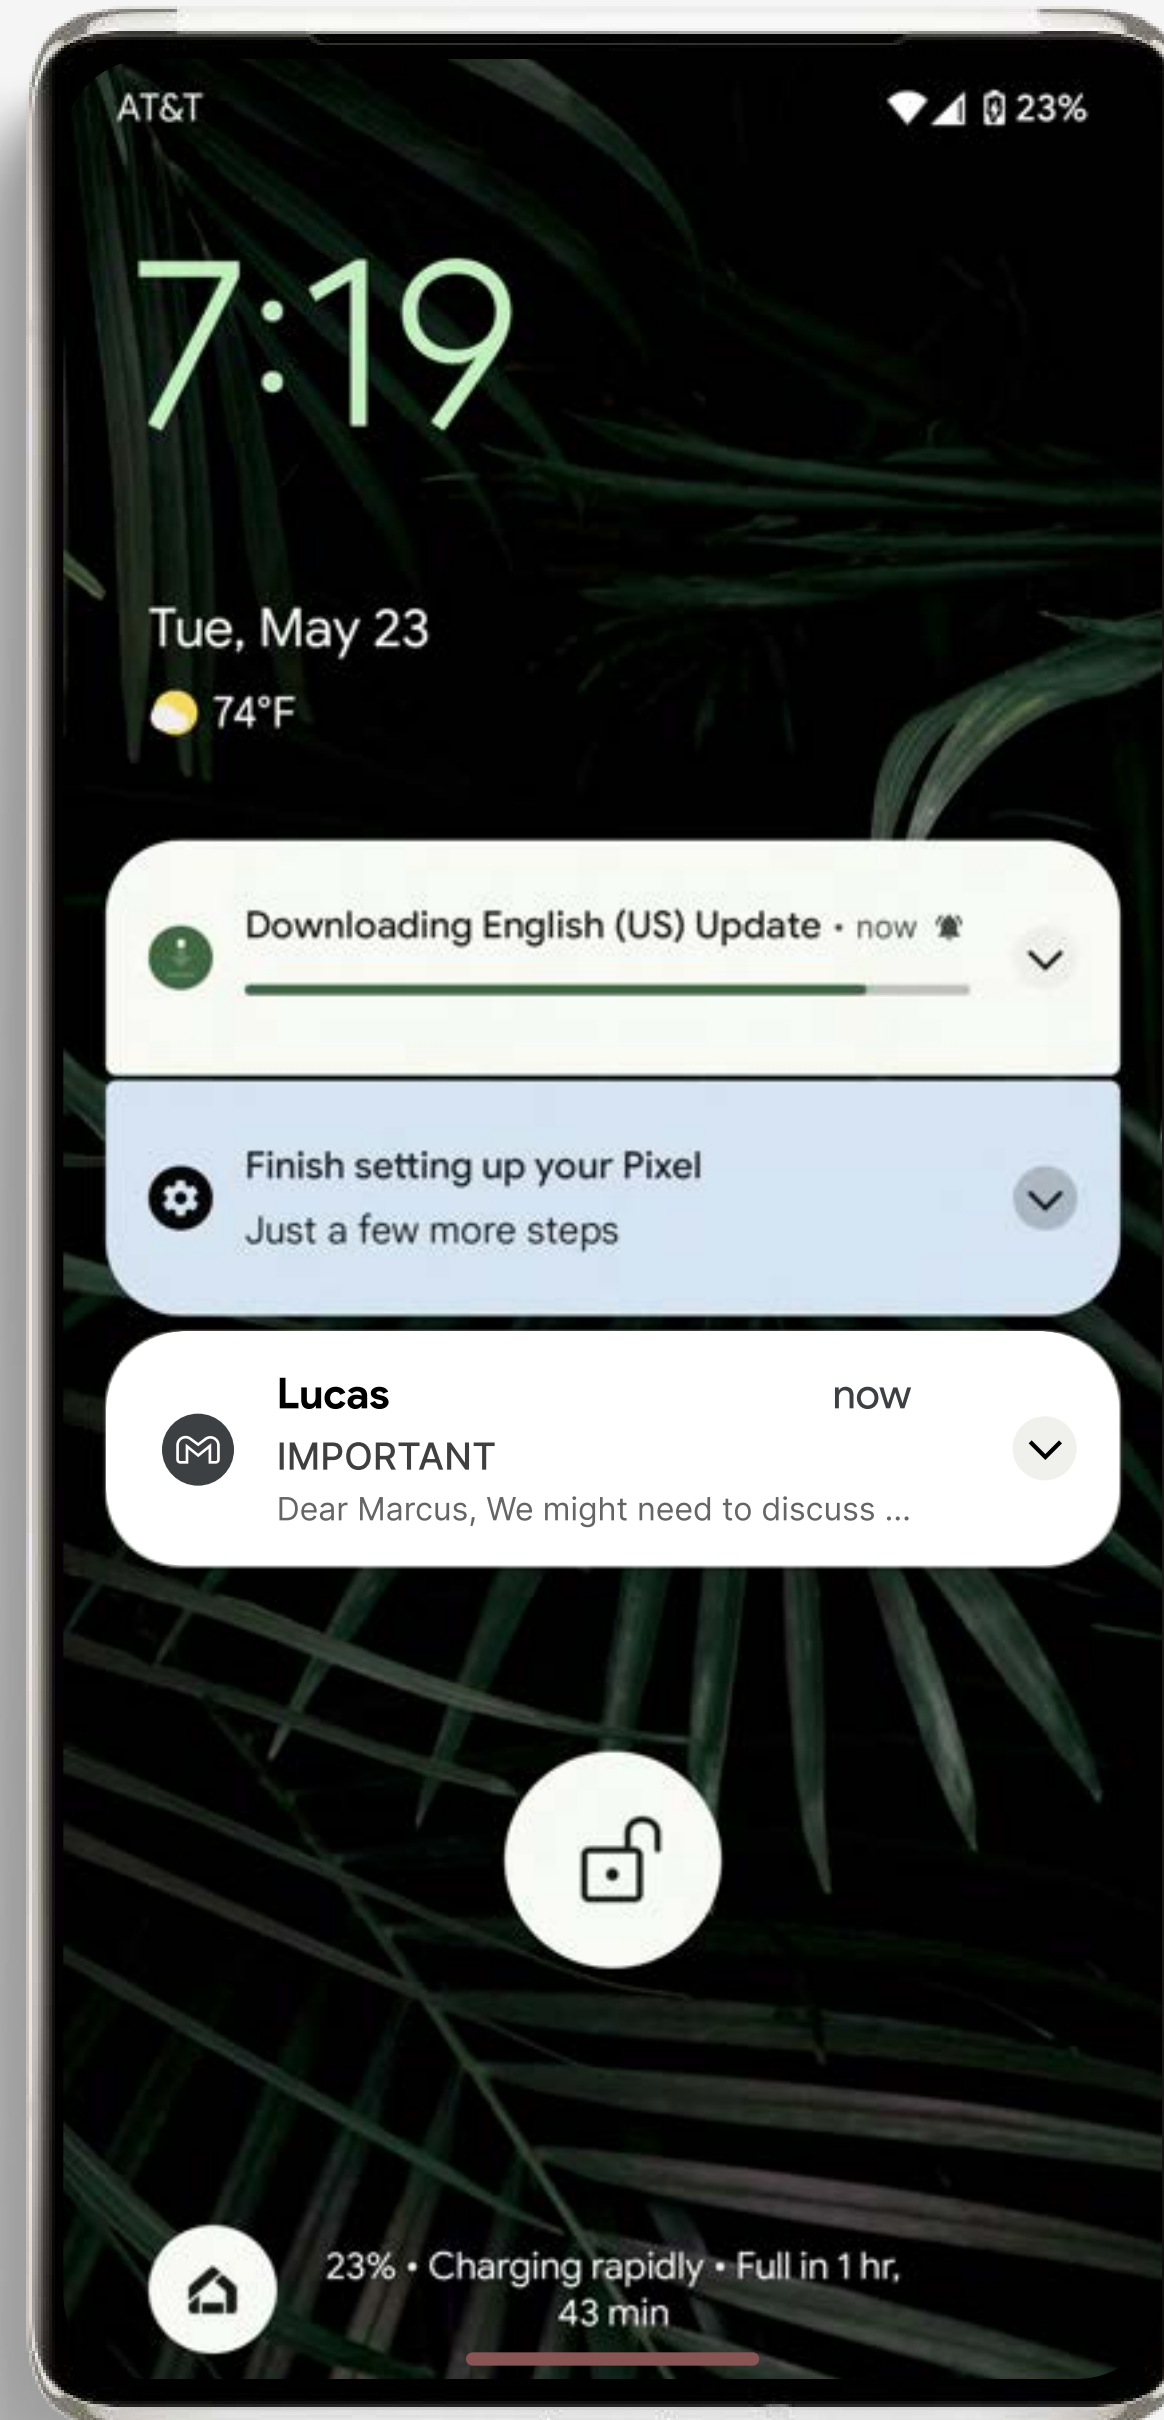 AT&T
23%
7:19
Tue, May 23
74°F
Downloading English (US) Update • now
Finish setting up your Pixel
Just a few more steps
Lucas now
IMPORTANT
Dear Marcus, We might need to discuss ...
23% • Charging rapidly • Full in 1 hr,
43 min